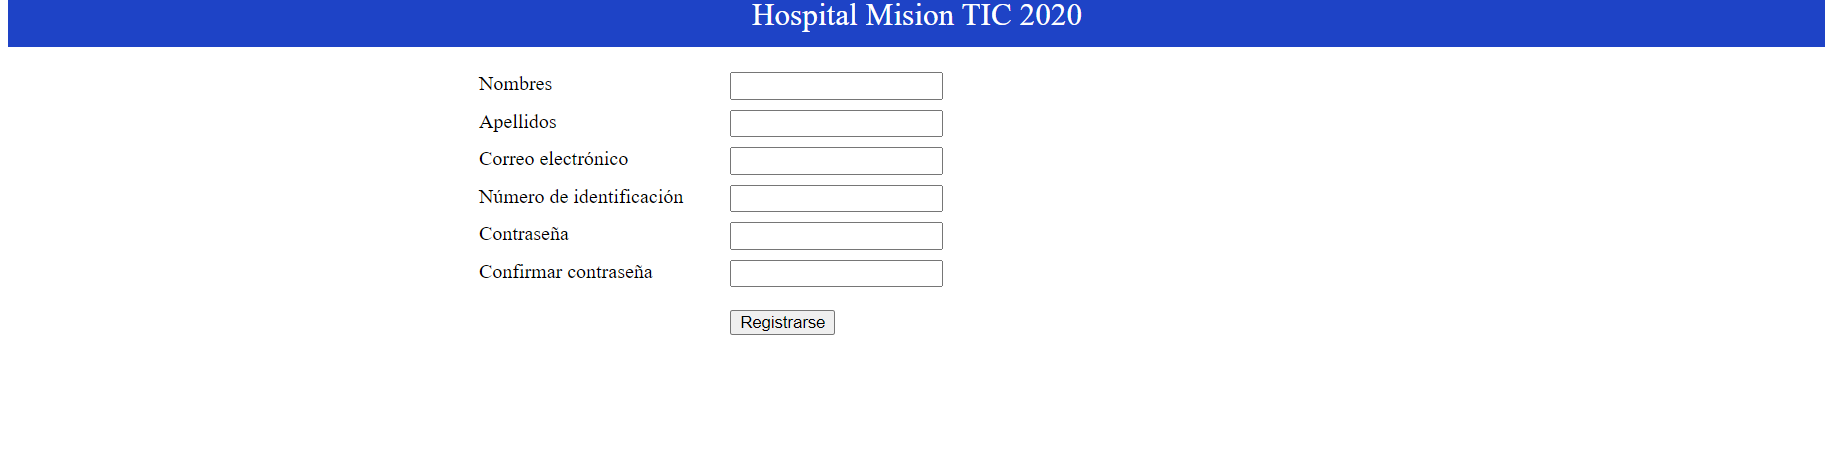 Hospital Mision TIC 2020
Nombres
Apellidos
Correo electrónico
Número de identificación
Contraseña
Confirmar contraseña
Registrarse